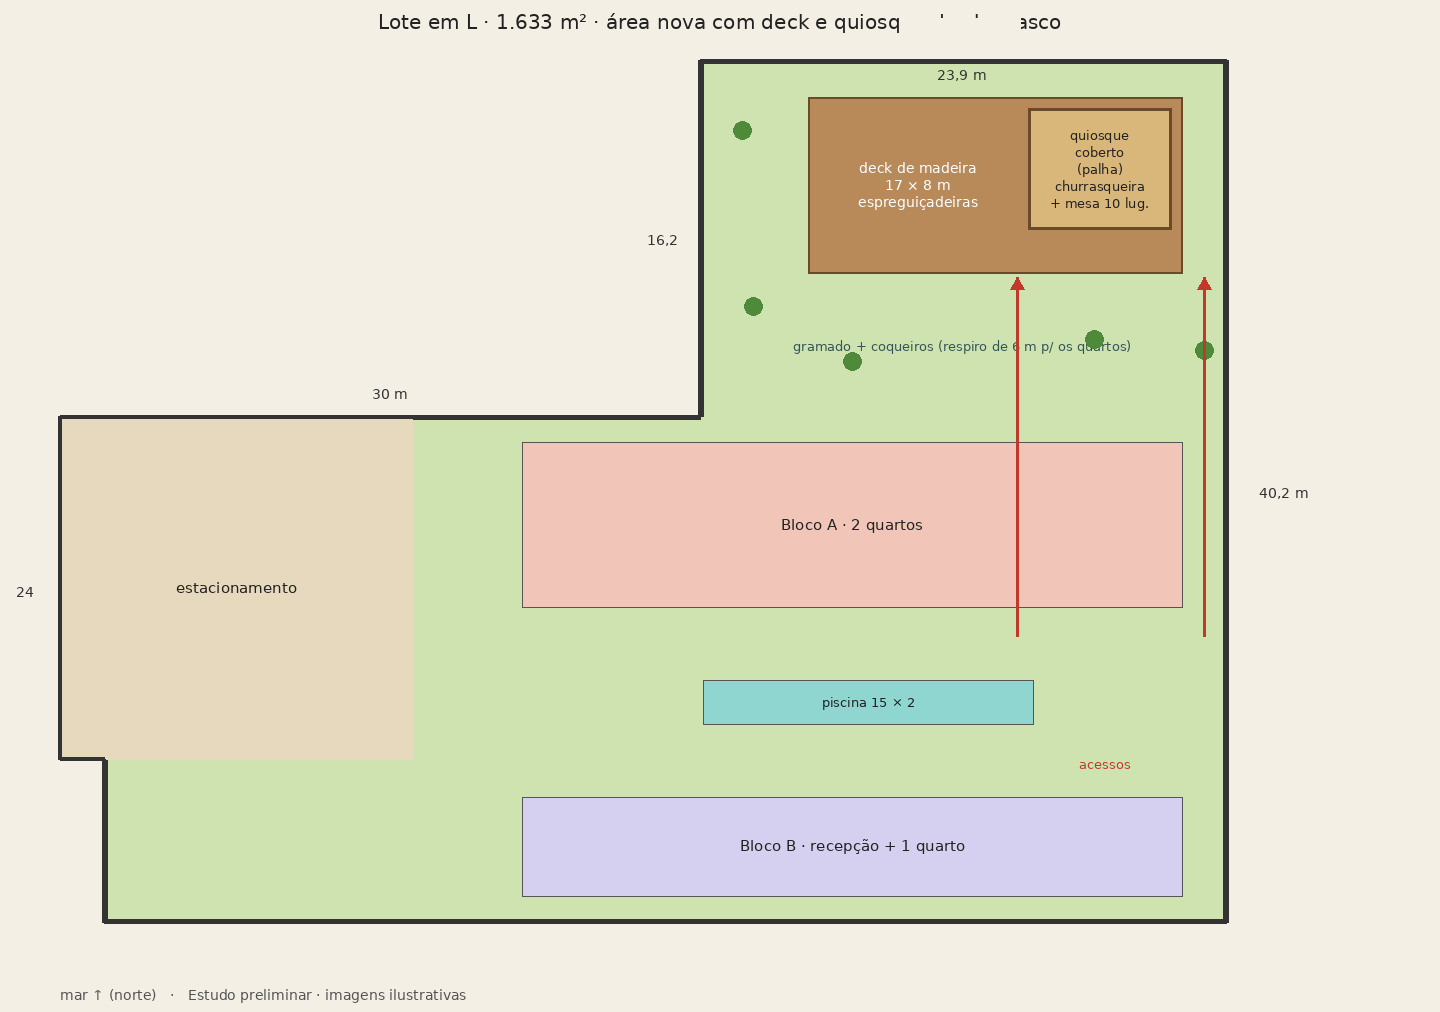 Lote em L · 1.633 m² · área nova com deck e
23,9 m
quiosque
coberto
(palha)
churrasqueira
+ mesa 10 lug.
deck de madeira
17 × 8 m
espreguiçadeiras
16,2
gramado + coqueiros (respiro de 6 m p/ os quartos)
30 m
Bloco A · 2 quartos
40,2 m
estacionamento
24
piscina 15 × 2
acessos
Bloco B · recepção + 1 quarto
mar ↑ (norte) · Estudo preliminar · imagens ilustrativas